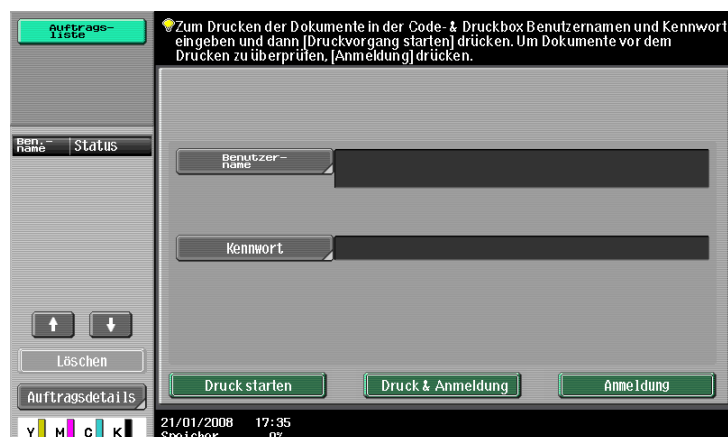 Auftrags-
liste
Zum Drucken der Dokumente in der Code- & Druckbox Benutzernamen und Kennwort
eingeben und dann [Druckvorgang starten] drücken. Um Dokumente vor dem
Drucken zu überprüfen, [Anmeldung] drücken.
Ben.- Status
name
Benutzer-
name
Kennwort
Löschen
Auftragsdetails
Druck starten Druck & Anmeldung Anmeldung
Y M C K
21/01/2008 17:35
Speicher 0%